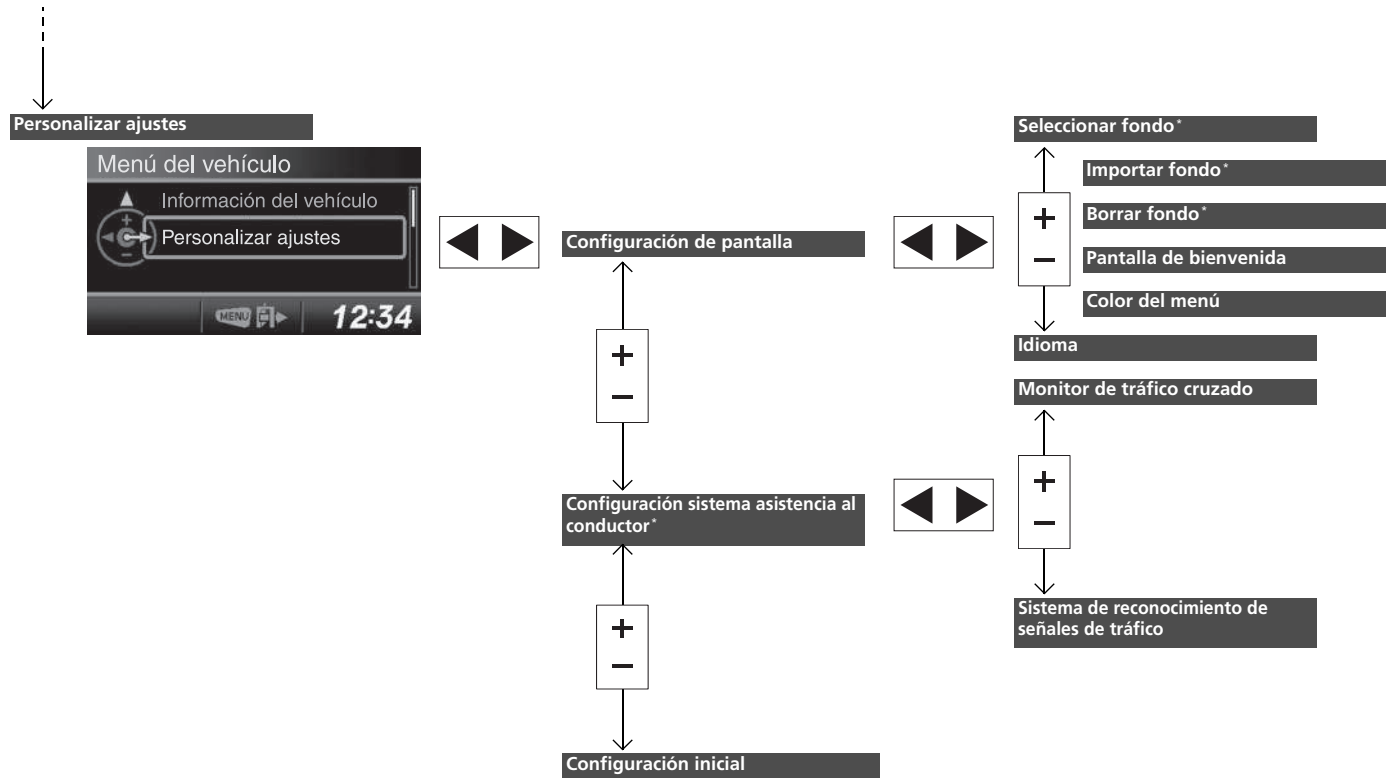 Personalizar ajustes
Menú del vehículo
Información del vehículo
Personalizar ajustes
MENU
12:34
Configuración de pantalla
+
−
Configuración sistema asistencia al
conductor*
+
−
Configuración inicial
Seleccionar fondo*
Importar fondo*
Borrar fondo*
Pantalla de bienvenida
Color del menú
+
−
Idioma
Monitor de tráfico cruzado
+
−
Sistema de reconocimiento de
señales de tráfico